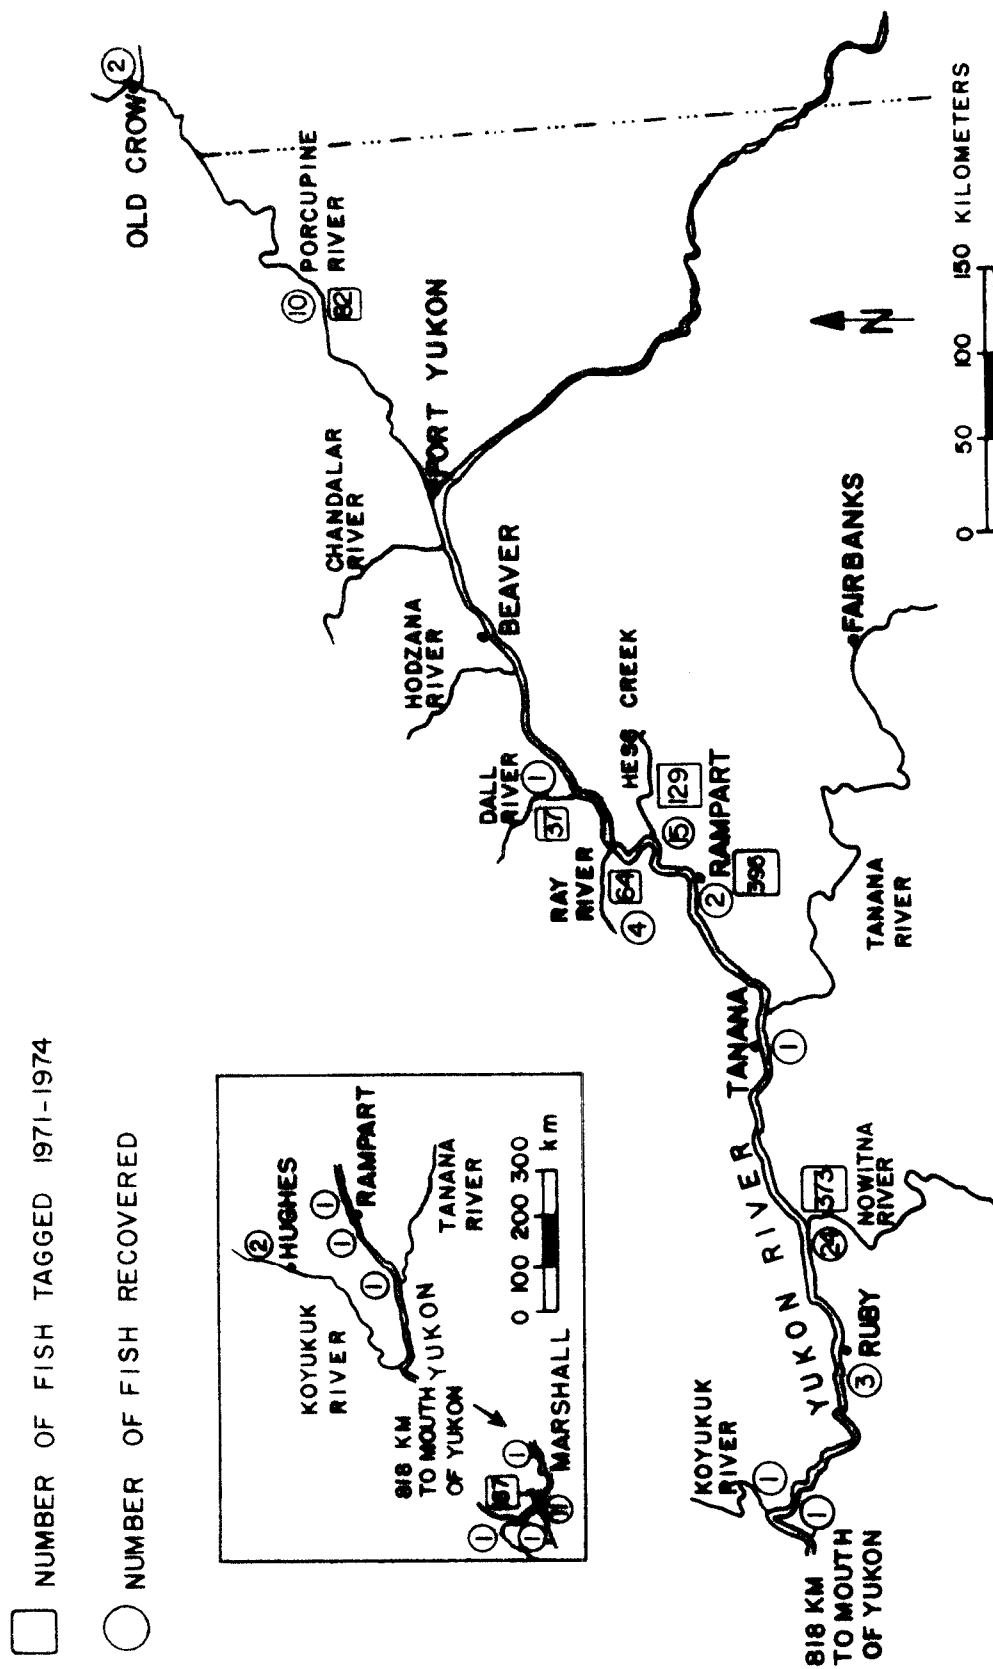 NUMBER OF FISH TAGGED 1971-1974
NUMBER OF FISH RECOVERED
2
HUGHES
KOYUKUK
RIVER
1
1
1
RAMPART
TANANA
RIVER
YUKON
818 KM
TO MOUTH
OF YUKON
0 100 200 300
km
1
1
1
MARSHALL
2
OLD CROW
10
PORCUPINE
RIVER
82
FORT YUKON
CHANDALAR
RIVER
BEAVER
HODZANA
RIVER
DALL
RIVER
1
37
HESS CREEK
129
15
RAMPART
2
RAY
RIVER
64
4
FAIRBANKS
TANANA
RIVER
TANANA
1
YUKON RIVER
373
24
NOWITNA
RIVER
RUBY
3
KOYUKUK
RIVER
1
1
818 KM
TO MOUTH
OF YUKON
N
0 50 100 150 KILOMETERS